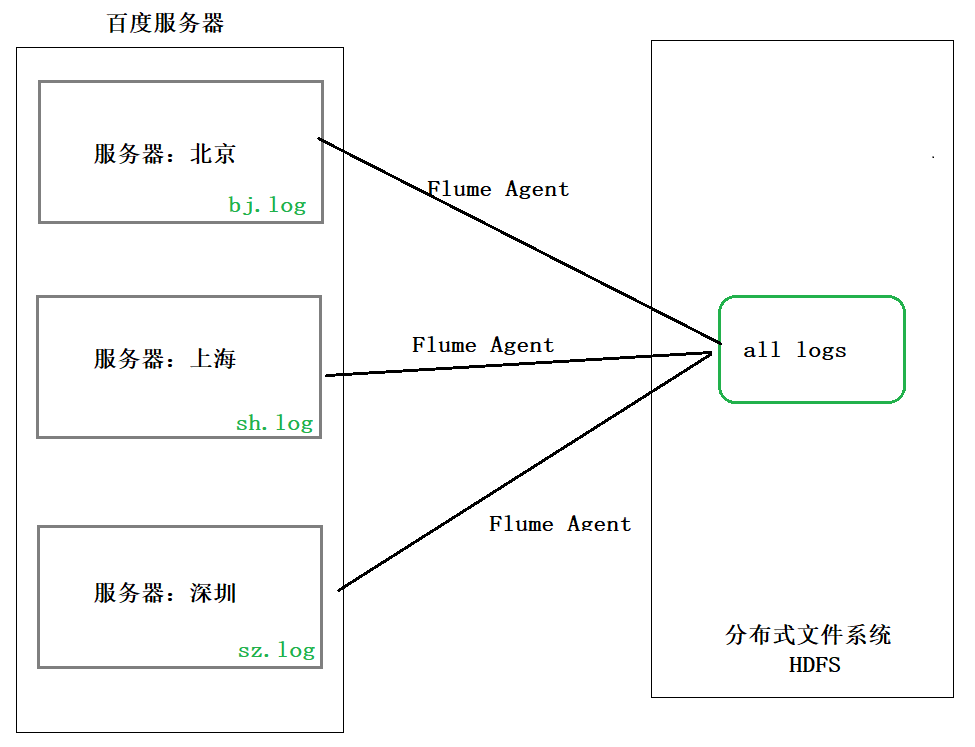 百度服务器
服务器：北京
bj.log
服务器：上海
sh.log
服务器：深圳
sz.log
Flume Agent
Flume Agent
Flume Agent
all logs
分布式文件系统
HDFS